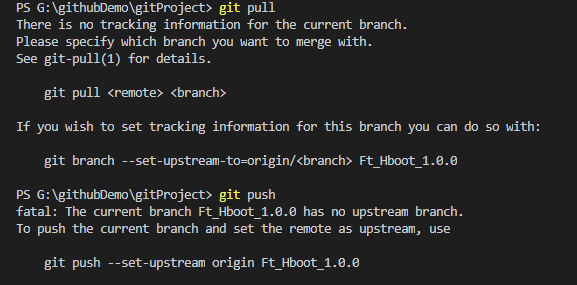 PS G:\githubDemo\gitProject> git pull
There is no tracking information for the current branch.
Please specify which branch you want to merge with.
See git-pull(1) for details.
git pull <remote> <branch>
If you wish to set tracking information for this branch you can do so with:
git branch --set-upstream-to=origin/<branch> Ft_Hboot_1.0.0
PS G:\githubDemo\gitProject> git push
fatal: The current branch Ft_Hboot_1.0.0 has no upstream branch.
To push the current branch and set the remote as upstream, use
git push --set-upstream origin Ft_Hboot_1.0.0